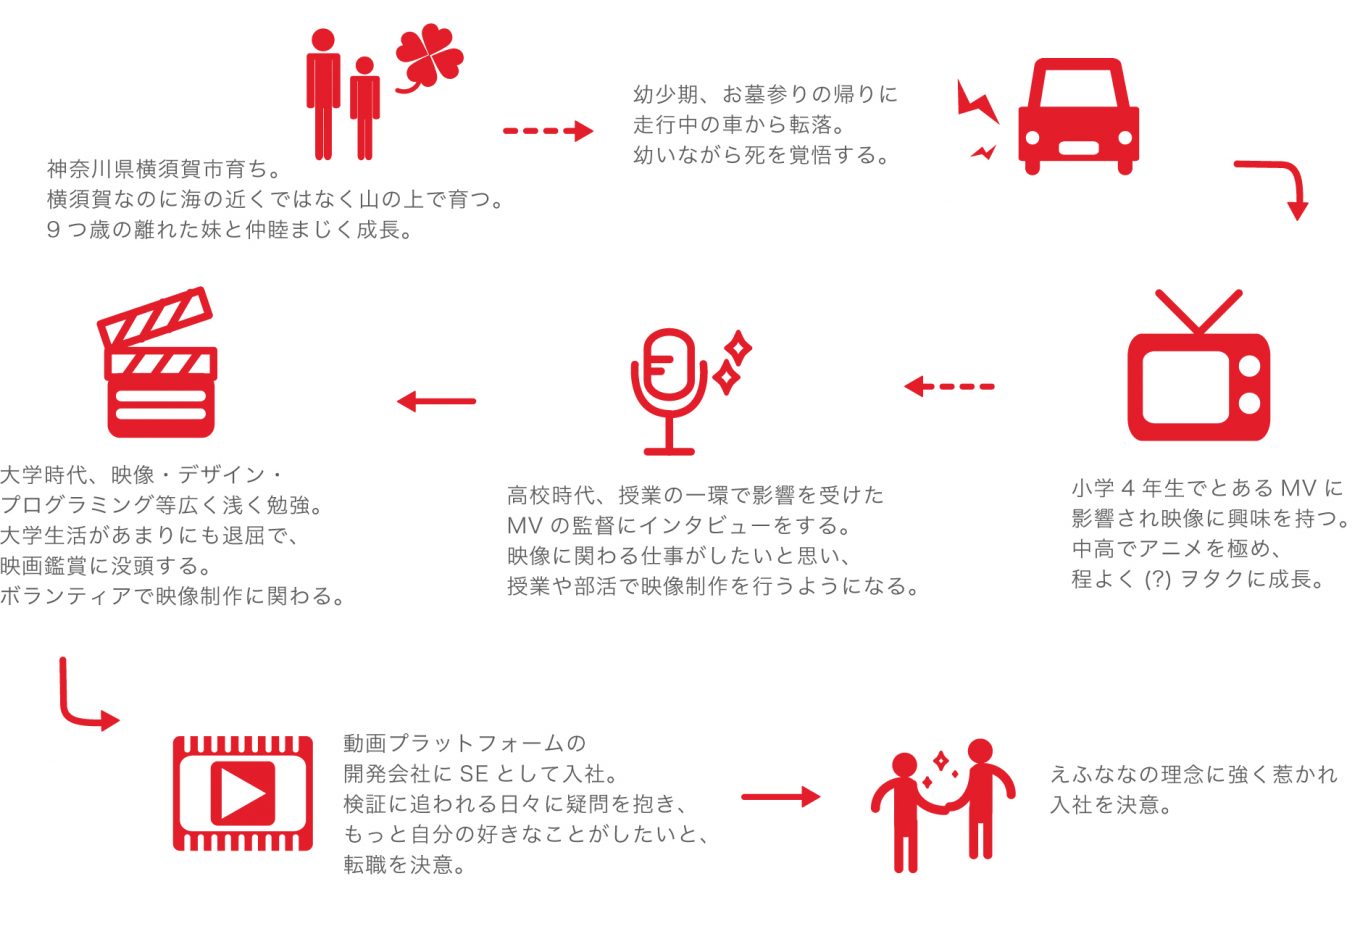 神奈川県横須賀市育ち。
横須賀なのに海の近くではなく山の上で育つ。
9つ歳の離れた妹と仲睦まじく成長。
幼少期、お墓参りの帰りに
走行中の車から転落。
幼いながら死を覚悟する。
小学4年生でとあるMVに
影響され映像に興味を持つ。
中高でアニメを極め、
程よく(?)ヲタクに成長。
高校時代、授業の一環で影響を受けた
MVの監督にインタビューをする。
映像に関わる仕事がしたいと思い、
授業や部活で映像制作を行うようになる。
大学時代、映像・デザイン・
プログラミング等広く浅く勉強。
大学生活があまりにも退屈で、
映画鑑賞に没頭する。
ボランティアで映像制作に関わる。
動画プラットフォームの
開発会社にSEとして入社。
検証に追われる日々に疑問を抱き、
もっと自分の好きなことがしたいと、
転職を決意。
えふななの理念に強く惹かれ
入社を決意。